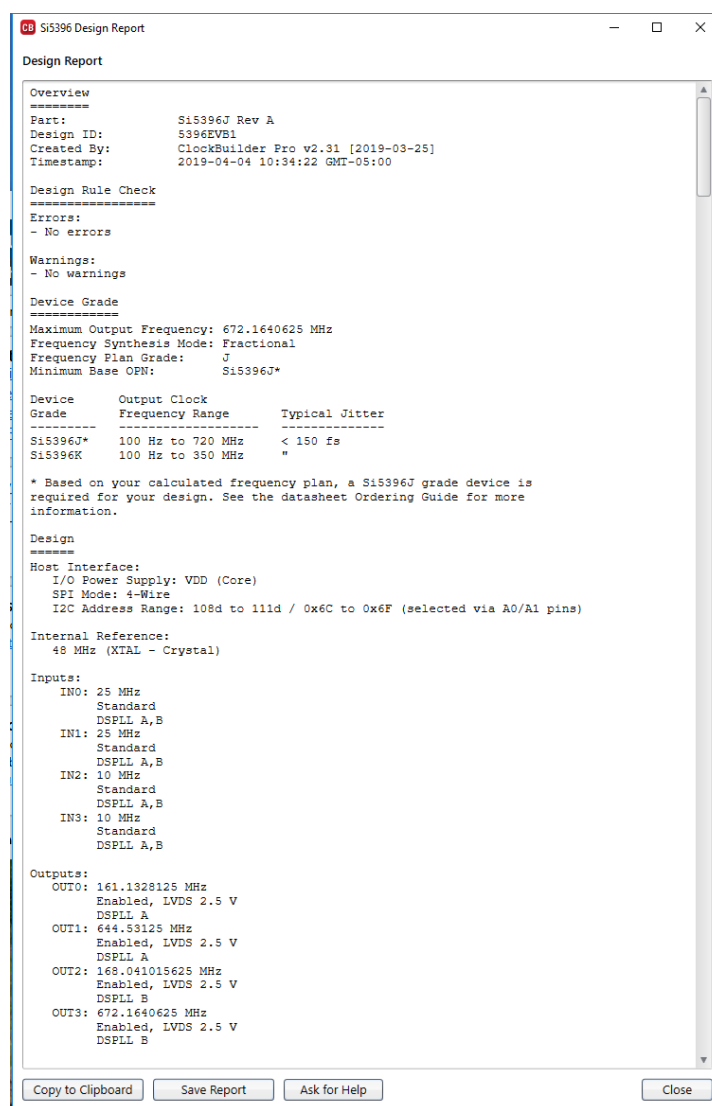 CB Si5396 Design Report
Design Report
Overview
========
Part: Si5396J Rev A
Design ID: 5396EVB1
Created By: ClockBuilder Pro v2.31 [2019-03-25]
Timestamp: 2019-04-04 10:34:22 GMT-05:00
Design Rule Check
=================
Errors:
- No errors
Warnings:
- No warnings
Device Grade
============
Maximum Output Frequency: 672.1640625 MHz
Frequency Synthesis Mode: Fractional
Frequency Plan Grade: J
Minimum Base OPN: Si5396J*
Device Output Clock
Grade Frequency Range Typical Jitter
--------- ------------------- --------------
Si5396J* 100 Hz to 720 MHz < 150 fs
Si5396K 100 Hz to 350 MHz "
* Based on your calculated frequency plan, a Si5396J grade device is
required for your design. See the datasheet Ordering Guide for more
information.
Design
======
Host Interface:
I/O Power Supply: VDD (Core)
SPI Mode: 4-Wire
I2C Address Range: 108d to 111d / 0x6C to 0x6F (selected via A0/A1 pins)
Internal Reference:
48 MHz (XTAL - Crystal)
Inputs:
IN0: 25 MHz
Standard
DSPLL A,B
IN1: 25 MHz
Standard
DSPLL A,B
IN2: 10 MHz
Standard
DSPLL A,B
IN3: 10 MHz
Standard
DSPLL A,B
Outputs:
OUT0: 161.1328125 MHz
Enabled, LVDS 2.5 V
DSPLL A
OUT1: 644.53125 MHz
Enabled, LVDS 2.5 V
DSPLL A
OUT2: 168.041015625 MHz
Enabled, LVDS 2.5 V
DSPLL B
OUT3: 672.1640625 MHz
Enabled, LVDS 2.5 V
DSPLL B
Copy to Clipboard Save Report Ask for Help Close